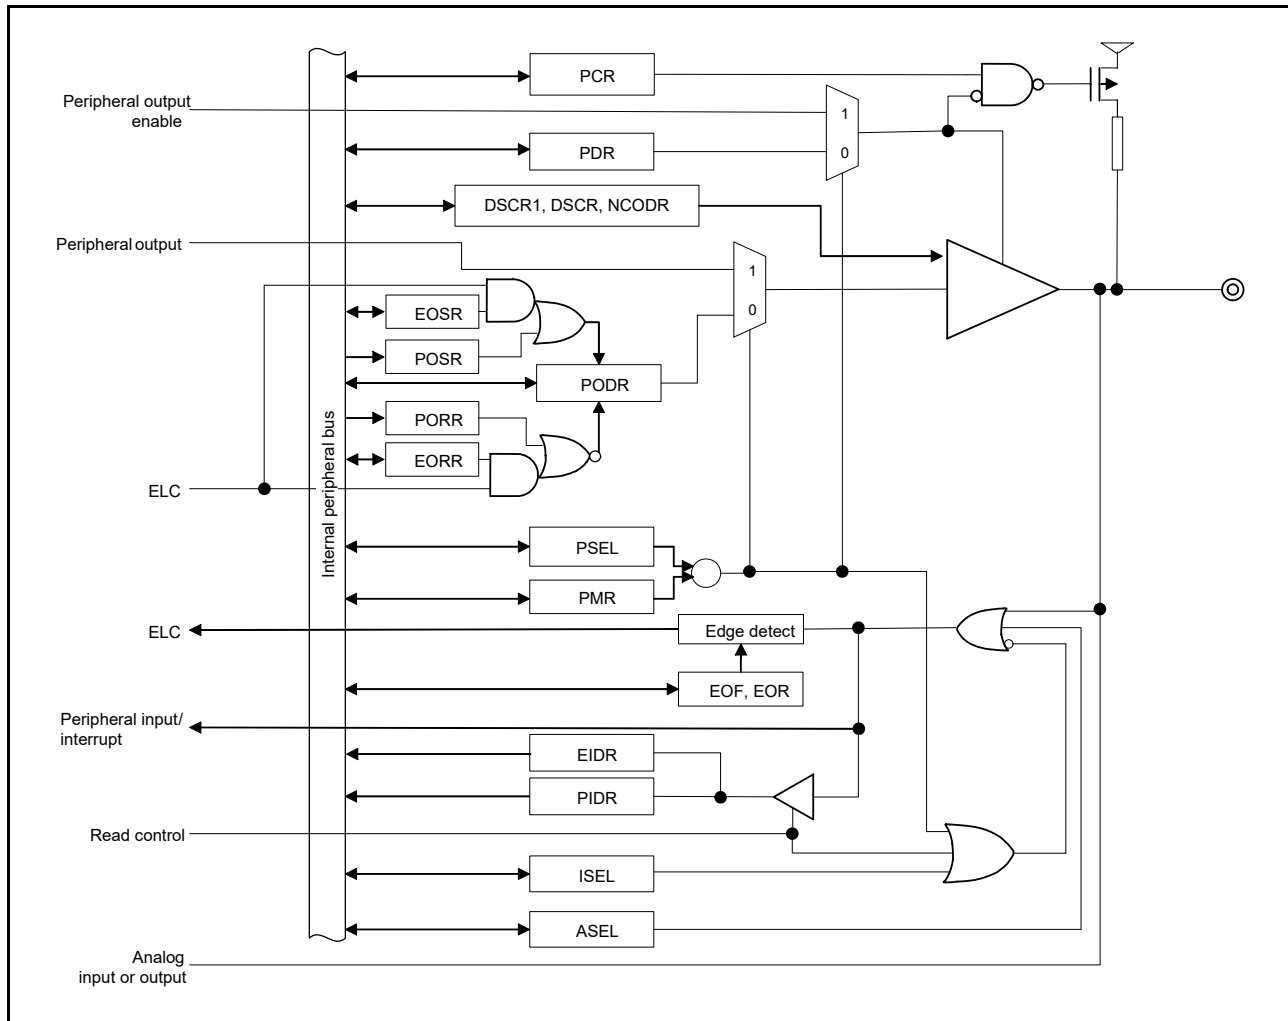 PCR
Peripheral output
enable
1
0
PDR
DSCR1, DSCR, NCODR
Peripheral output
1
0
EOSR
POSR
PODR
PORR
EORR
ELC
Internal peripheral bus
PSEL
PMR
ELC
Edge detect
EOF, EOR
Peripheral input/
interrupt
EIDR
PIDR
Read control
ISEL
ASEL
Analog
input or output